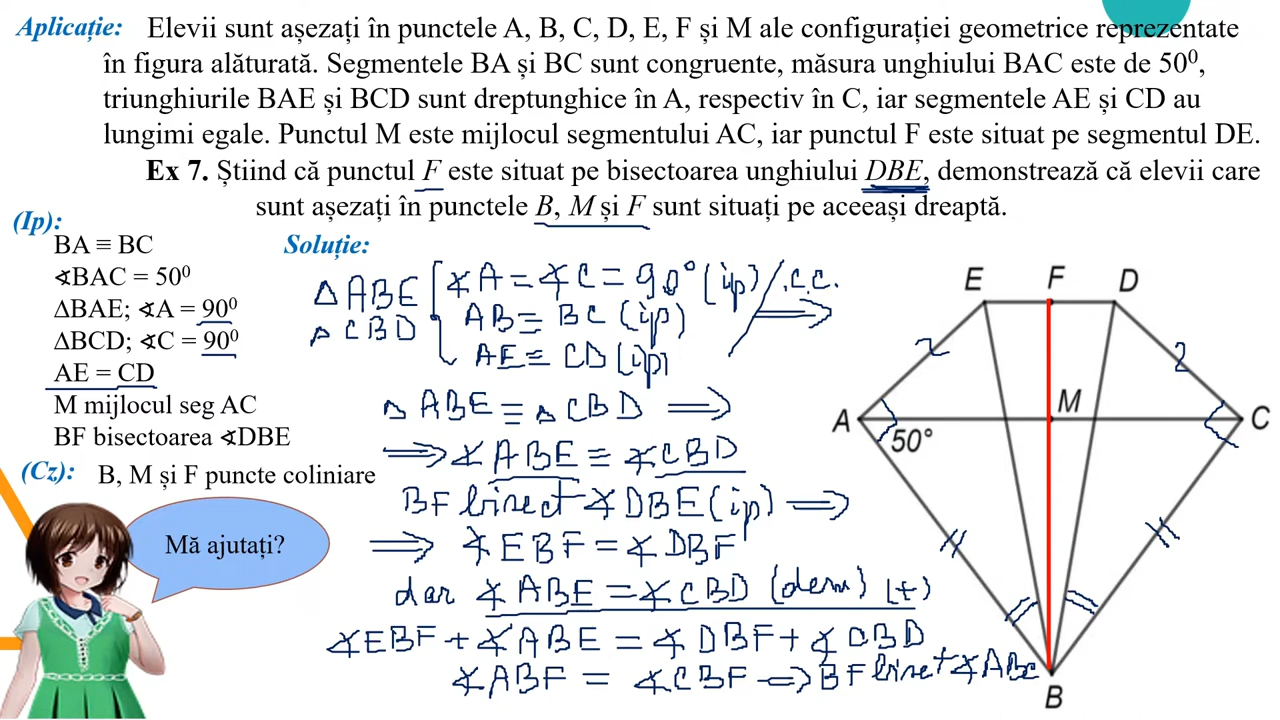 Aplicație: Elevii sunt așezați în punctele A, B, C, D, E, F și M ale configurației geometrice reprezentate
în figura alăturată. Segmentele BA și BC sunt congruente, măsura unghiului BAC este de 50⁰,
triunghiurile BAE și BCD sunt dreptunghice în A, respectiv în C, iar segmentele AE și CD au
lungimi egale. Punctul M este mijlocul segmentului AC, iar punctul F este situat pe segmentul DE.
Ex 7. Știind că punctul F este situat pe bisectoarea unghiului DBE, demonstrează că elevii care
sunt așezați în punctele B, M și F sunt situați pe aceeași dreaptă.
(Ip):
BA ≡ BC
∢BAC = 50⁰
ΔBAE; ∢A = 90⁰
ΔBCD; ∢C = 90⁰
AE = CD
M mijlocul seg AC
BF bisectoarea ∢DBE
(Cz): B, M și F puncte coliniare
Mă ajutați?
Soluție:
Δ ABE { ∢A = ∢C = 90° (ip) / C.C.
Δ CBD AB ≡ BC (ip) ⟹
AE ≡ CD (ip)
Δ ABE ≡ Δ CBD ⟹
⟹ ∢ABE ≡ ∢CBD
BF bisect ∢DBE (ip) ⟹
⟹ ∢EBF = ∢DBF
dar ∢ABE = ∢CBD (dem) (+)
∢EBF + ∢ABE = ∢DBF + ∢CBD
∢ABF = ∢CBF ⟹ BF bisect ∢ABC
E F D
2 2
A M C
50°
B